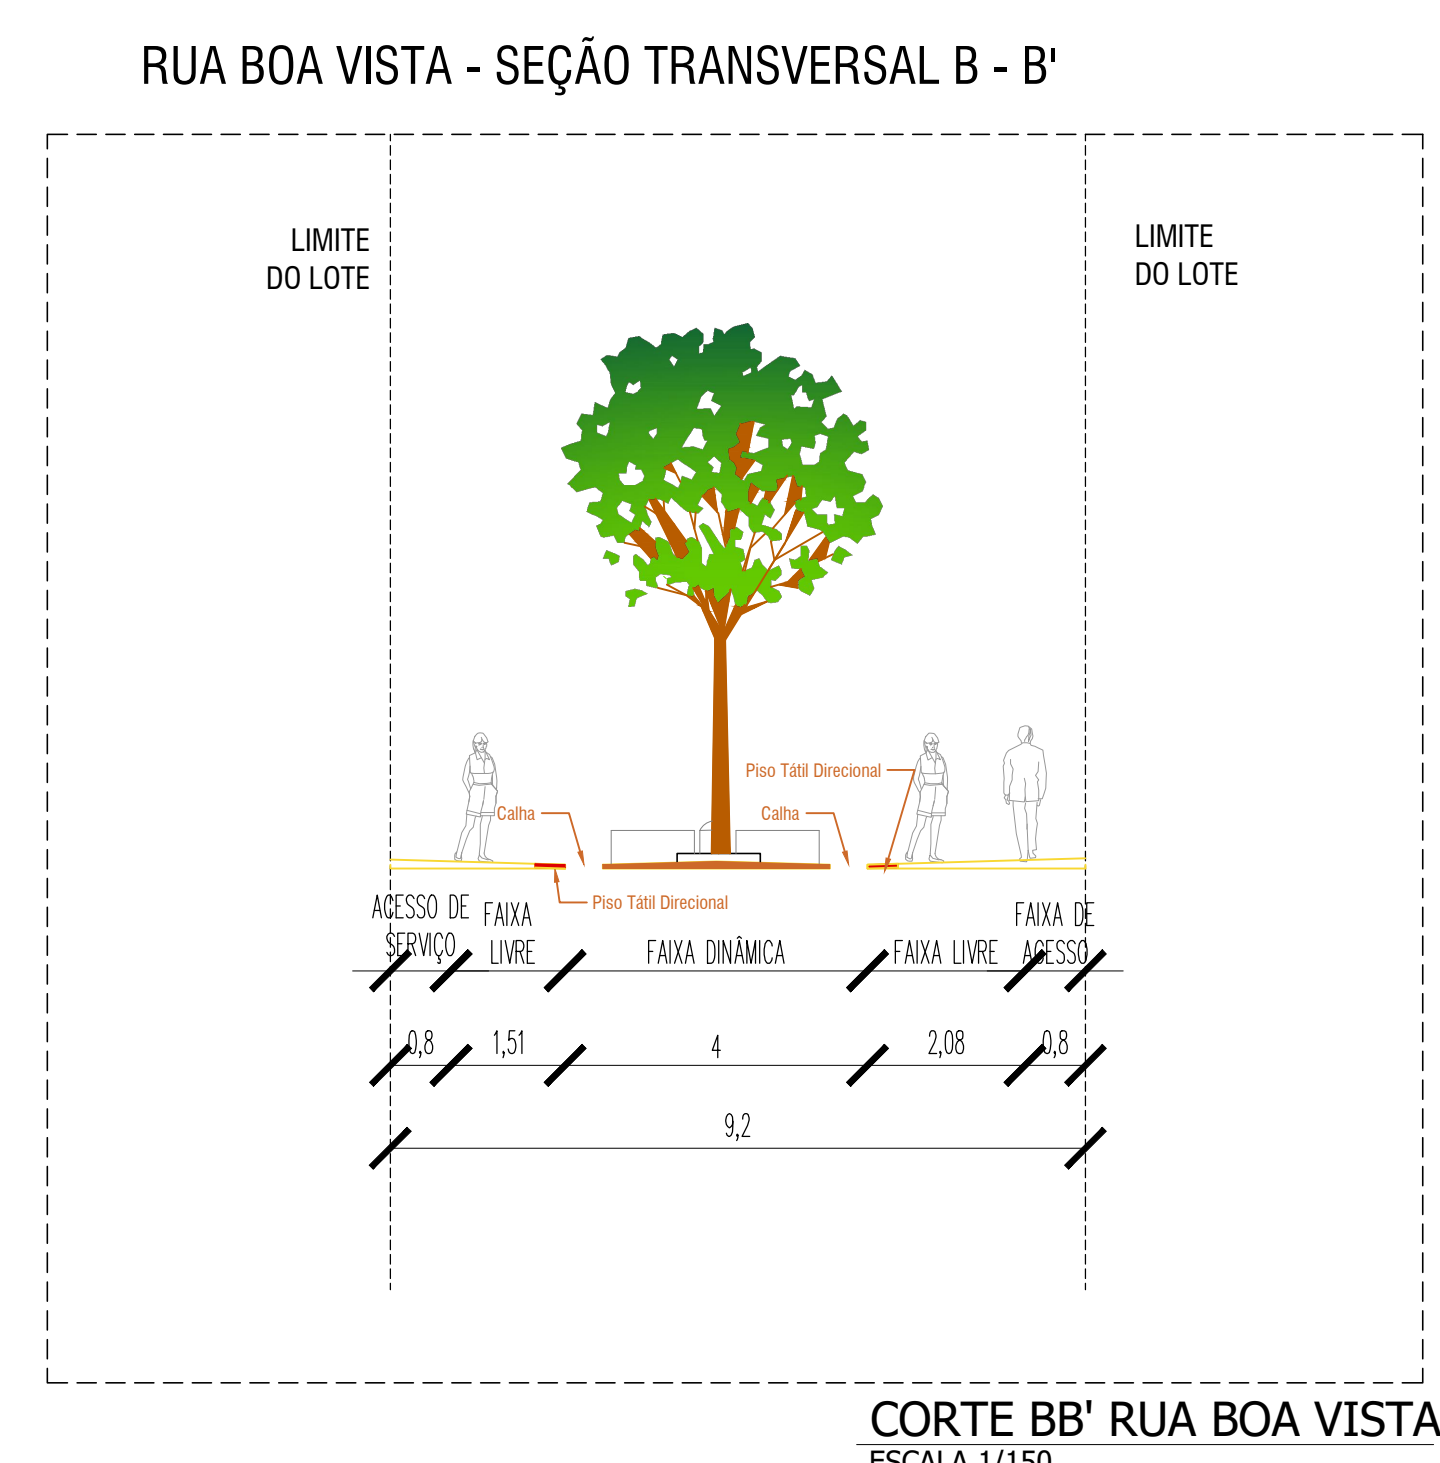 RUA BOA VISTA - SEÇÃO TRANSVERSAL B - B'
LIMITE
DO LOTE
LIMITE
DO LOTE
Piso Tátil Direcional
Calha
Calha
Piso Tátil Direcional
ACESSO DE
SERVIÇO
FAIXA
LIVRE
FAIXA DINÂMICA
FAIXA LIVRE
FAIXA DE
ACESSO
0,8
1,51
4
2,08
0,8
9,2
CORTE BB' RUA BOA VISTA
ESCALA 1/150